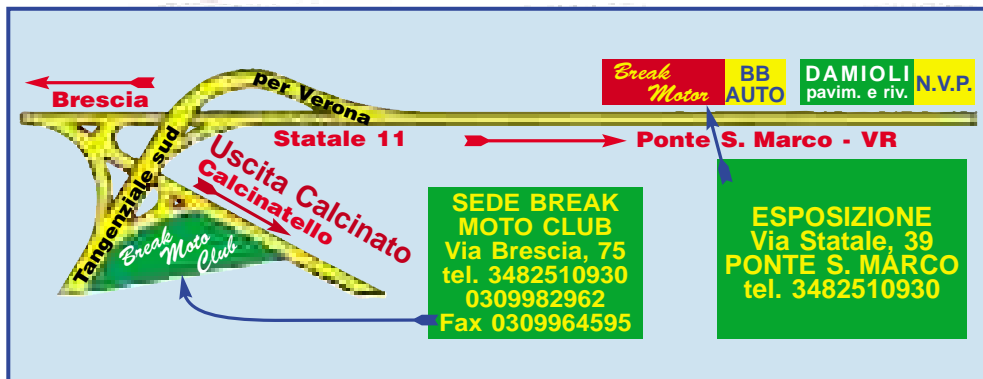 Break
Motor
BB
AUTO
DAMIOLI
pavim. e riv.
N.V.P.
Brescia
per Verona
Statale 11
Ponte S. Marco - VR
Tangenziale sud
Uscita Calcinato
Calcinatello
Break
Moto
Club
SEDE BREAK
MOTO CLUB
Via Brescia, 75
tel. 3482510930
0309982962
Fax 0309964595
ESPOSIZIONE
Via Statale, 39
PONTE S. MARCO
tel. 3482510930